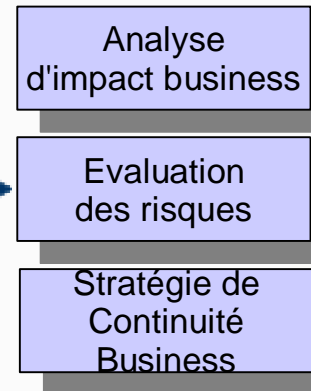 Analyse
d'impact business
Evaluation
des risques
Stratégie de
Continuité
Business